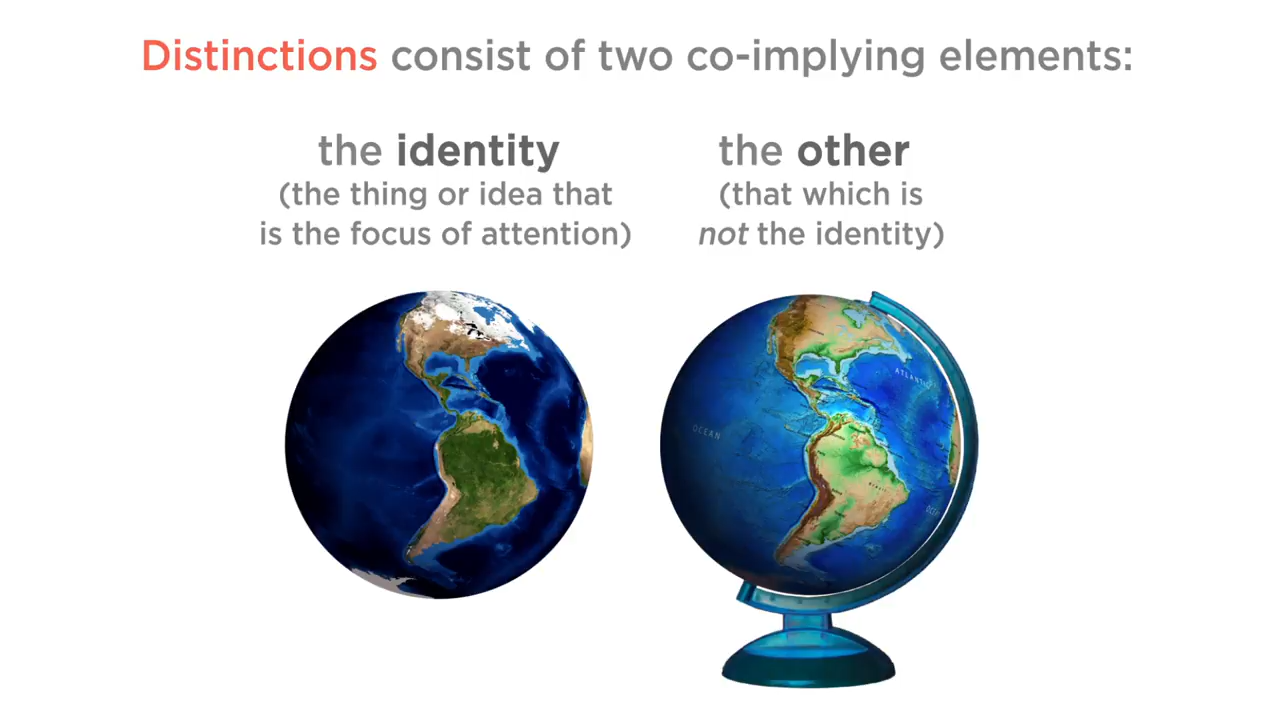 Distinctions consist of two co-implying elements:
the identity
(the thing or idea that
is the focus of attention)
the other
(that which is
not the identity)
OCEAN
ATLANTIC
BRASIL